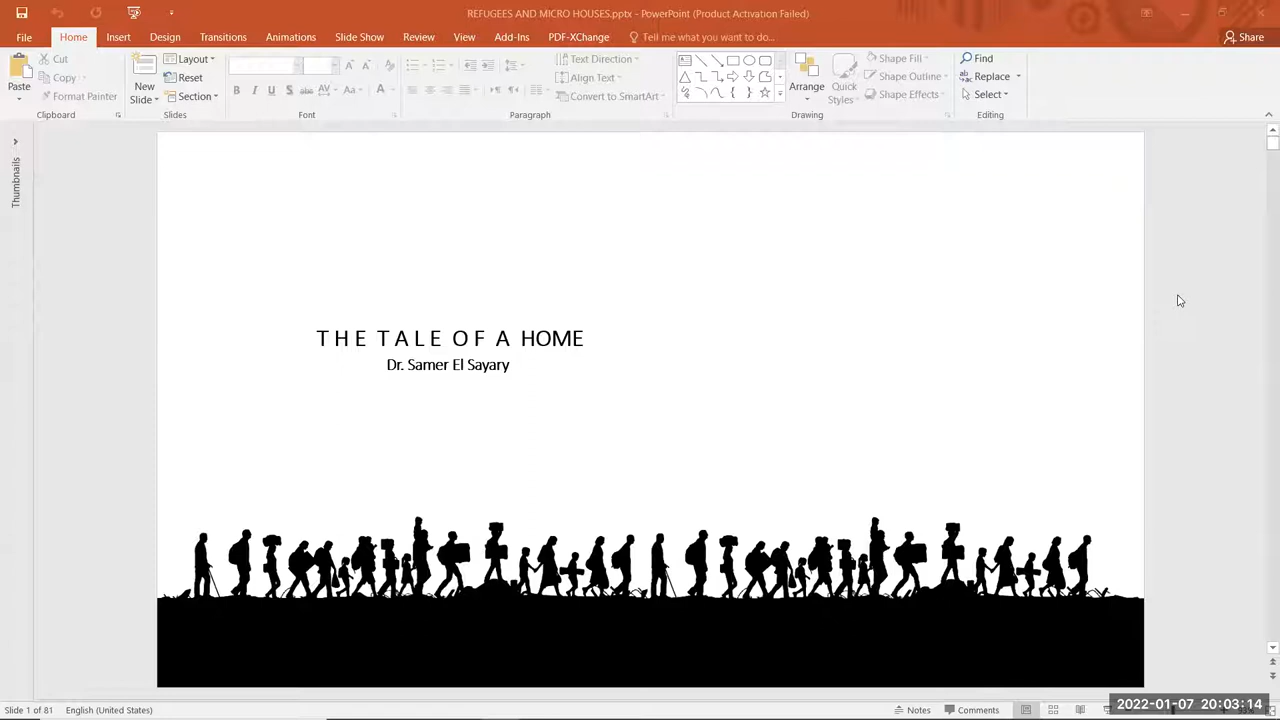 REFUGEES AND MICRO HOUSES.pptx - PowerPoint (Product Activation Failed)
File Home Insert Design Transitions Animations Slide Show Review View Add-Ins PDF-XChange Tell me what you want to do... Share
Paste
Cut
Copy
Format Painter
Clipboard
New Slide
Layout
Reset
Section
Slides
B I U S abc AV Aa A
Font
Text Direction
Align Text
Convert to SmartArt
Paragraph
Arrange
Quick Styles
Shape Fill
Shape Outline
Shape Effects
Drawing
Find
Replace
Select
Editing
Thumbnails
THE TALE OF A HOME
Dr. Samer El Sayary
Slide 1 of 81 English (United States) Notes Comments
2022-01-07 20:03:14